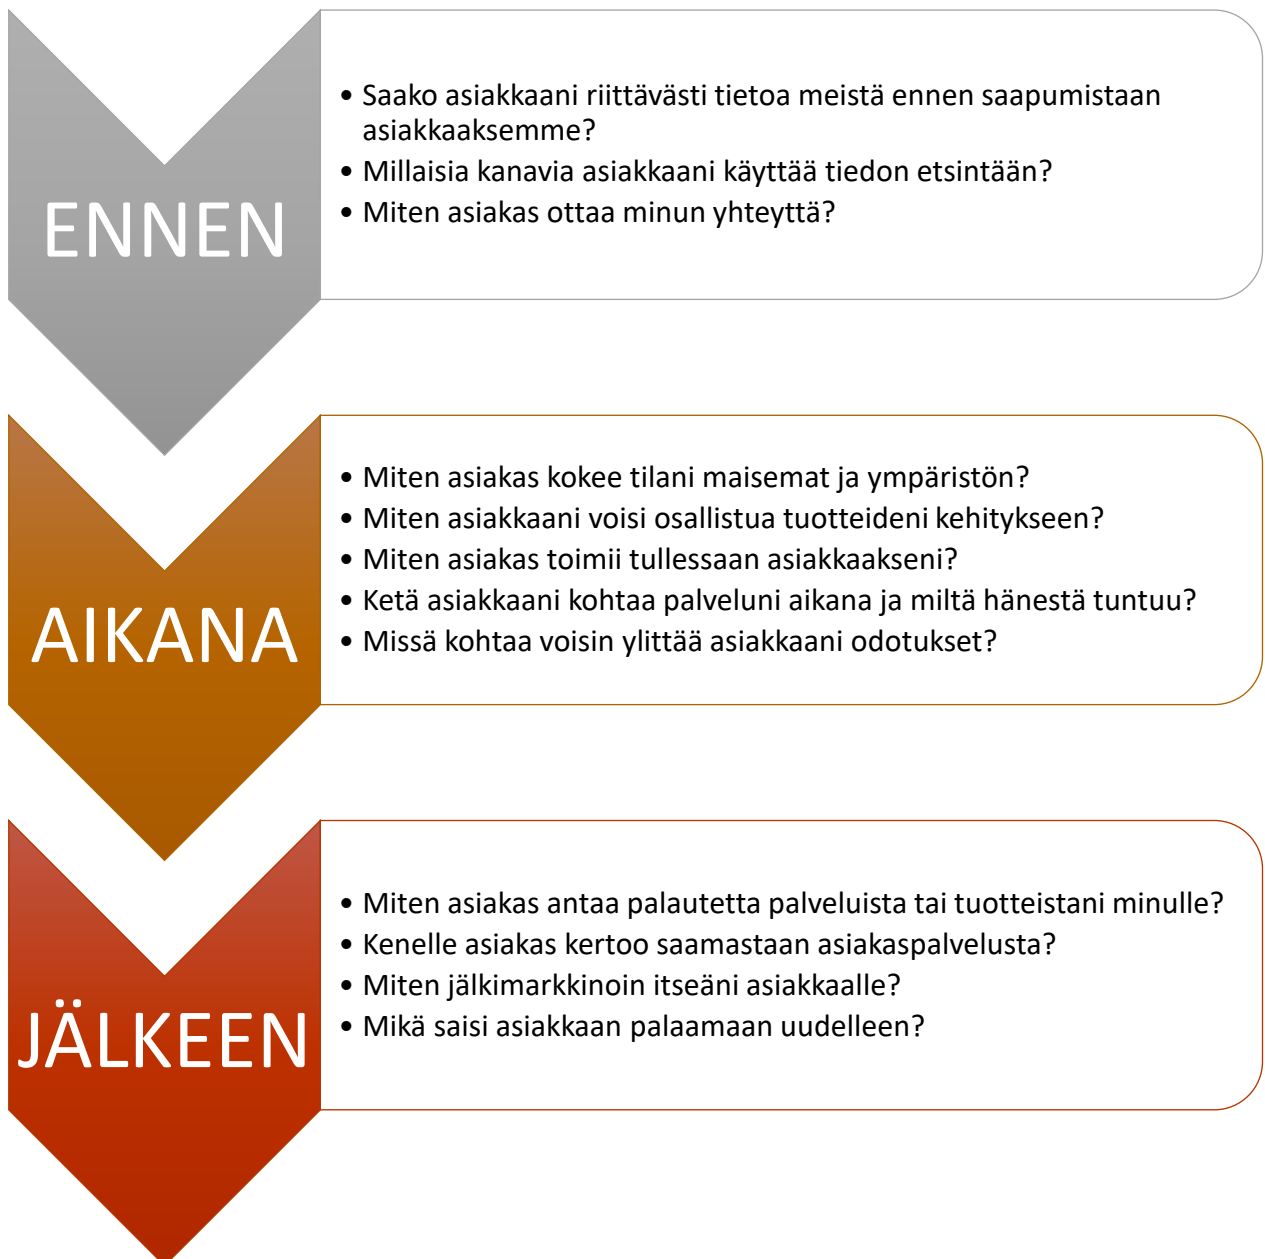 ENNEN
• Saako asiakkaani riittävästi tietoa meistä ennen saapumistaan
asiakkaaksemme?
• Millaisia kanavia asiakkaani käyttää tiedon etsintään?
• Miten asiakas ottaa minun yhteyttä?
AIKANA
• Miten asiakas kokee tilani maisemat ja ympäristön?
• Miten asiakkaani voisi osallistua tuotteideni kehitykseen?
• Miten asiakas toimii tullessaan asiakkaakseni?
• Ketä asiakkaani kohtaa palveluni aikana ja miltä hänestä tuntuu?
• Missä kohtaa voisin ylittää asiakkaani odotukset?
JÄLKEEN
• Miten asiakas antaa palautetta palveluista tai tuotteistani minulle?
• Kenelle asiakas kertoo saamastaan asiakaspalvelusta?
• Miten jälkimarkkinoin itseäni asiakkaalle?
• Mikä saisi asiakkaan palaamaan uudelleen?